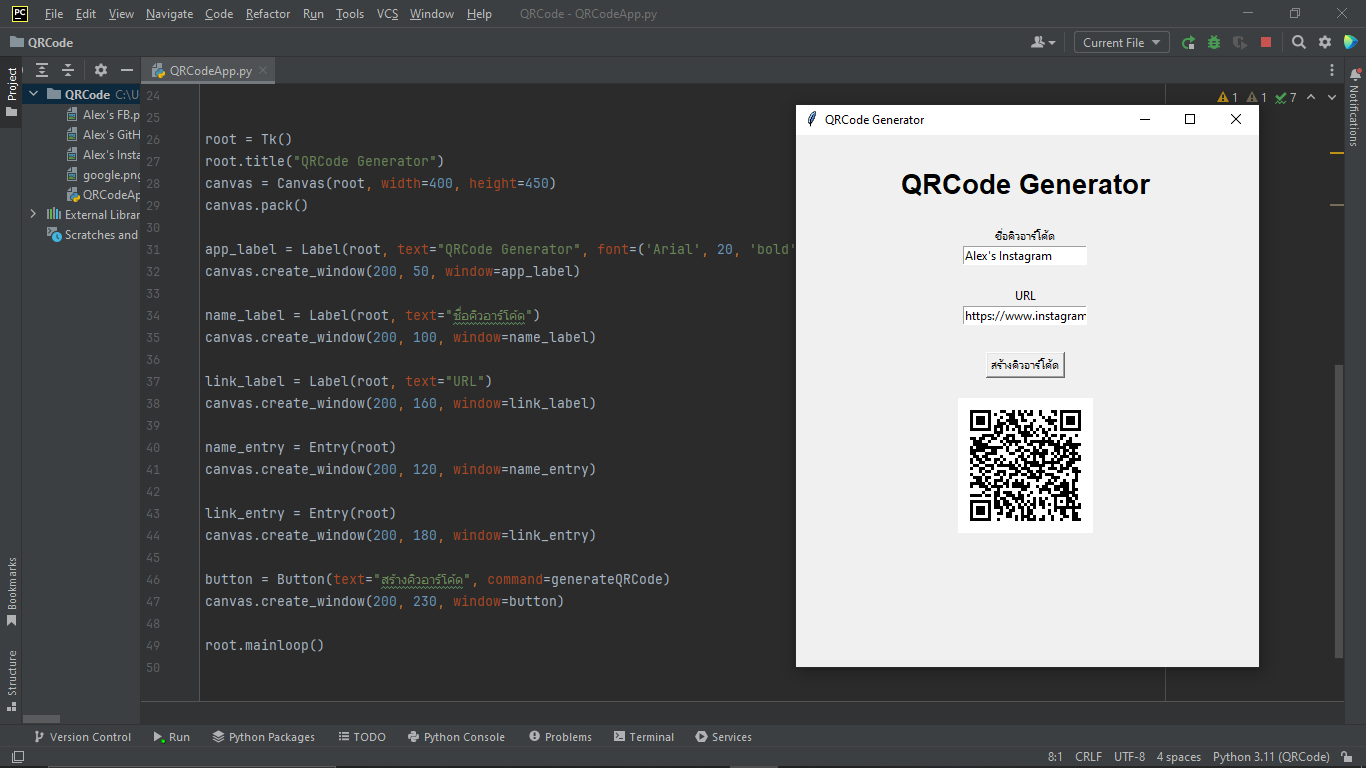 PC File Edit View Navigate Code Refactor Run Tools VCS Window Help QRCode - QRCodeApp.py
QRCode Current File
Project
QRCodeApp.py
QRCode C:\U
Alex's FB.p
Alex's GitH
Alex's Insta
google.png
QRCodeAp
External Librar
Scratches and
Bookmarks
Structure
24
25
26 root = Tk()
27 root.title("QRCode Generator")
28 canvas = Canvas(root, width=400, height=450)
29 canvas.pack()
30
31 app_label = Label(root, text="QRCode Generator", font=('Arial', 20, 'bold'
32 canvas.create_window(200, 50, window=app_label)
33
34 name_label = Label(root, text="ชื่อคิวอาร์โค้ด")
35 canvas.create_window(200, 100, window=name_label)
36
37 link_label = Label(root, text="URL")
38 canvas.create_window(200, 160, window=link_label)
39
40 name_entry = Entry(root)
41 canvas.create_window(200, 120, window=name_entry)
42
43 link_entry = Entry(root)
44 canvas.create_window(200, 180, window=link_entry)
45
46 button = Button(text="สร้างคิวอาร์โค้ด", command=generateQRCode)
47 canvas.create_window(200, 230, window=button)
48
49 root.mainloop()
50
1 1 7
Notifications
QRCode Generator
QRCode Generator
ชื่อคิวอาร์โค้ด
Alex's Instagram
URL
https://www.instagram
สร้างคิวอาร์โค้ด
Version Control Run Python Packages TODO Python Console Problems Terminal Services
8:1 CRLF UTF-8 4 spaces Python 3.11 (QRCode)